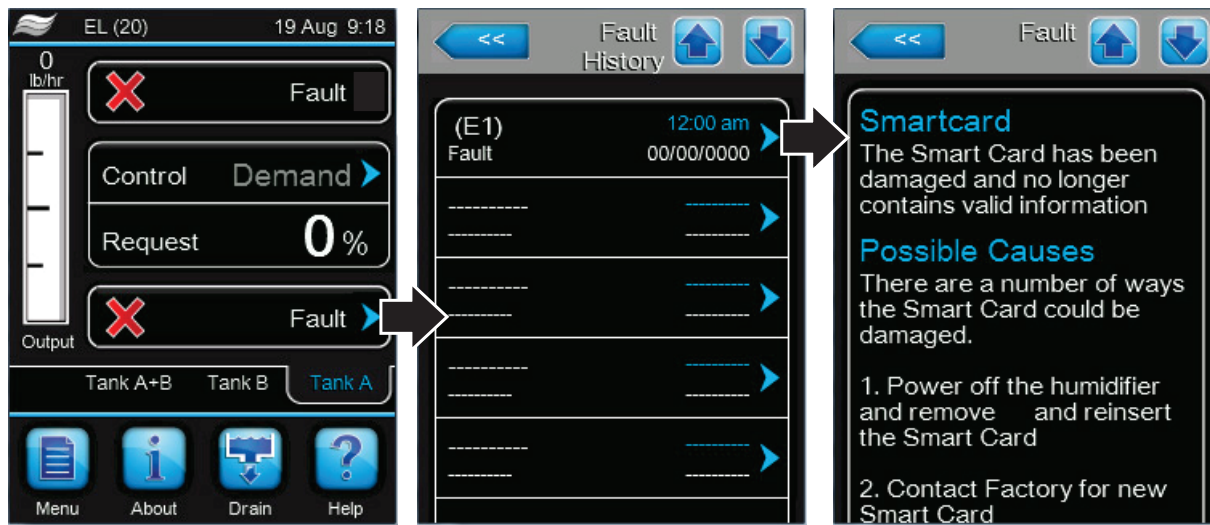 EL (20) 19 Aug 9:18
0
lb/hr
Fault
Control Demand
Request 0 %
Fault
Output
Tank A+B Tank B Tank A
Menu About Drain Help
<< Fault
History
(E1) 12:00 am
Fault 00/00/0000
---------- ----------
---------- ----------
---------- ----------
---------- ----------
---------- ----------
---------- ----------
---------- ----------
---------- ----------
<< Fault
Smartcard
The Smart Card has been
damaged and no longer
contains valid information
Possible Causes
There are a number of ways
the Smart Card could be
damaged.
1. Power off the humidifier
and remove and reinsert
the Smart Card
2. Contact Factory for new
Smart Card